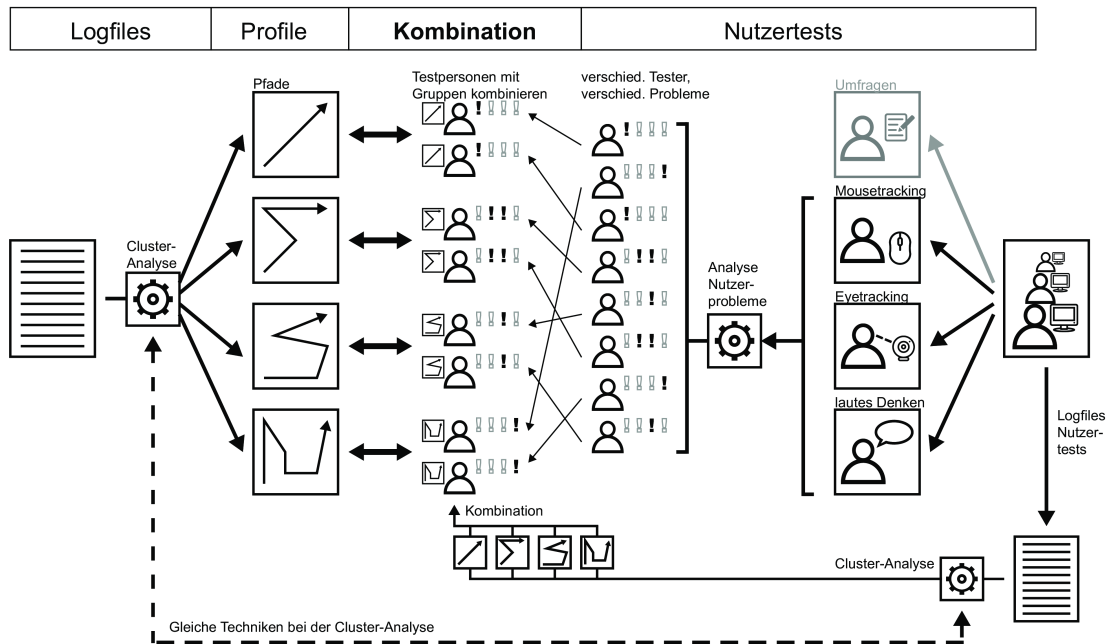 Logfiles
Profile
Kombination
Nutzertests
Pfade
Testpersonen mit
Gruppen kombinieren
verschied. Tester,
verschied. Probleme
Umfragen
Mousetracking
Cluster-
Analyse
Analyse
Nutzer-
probleme
Eyetracking
lautes Denken
Logfiles
Nutzer-
tests
Kombination
Cluster-Analyse
Gleiche Techniken bei der Cluster-Analyse